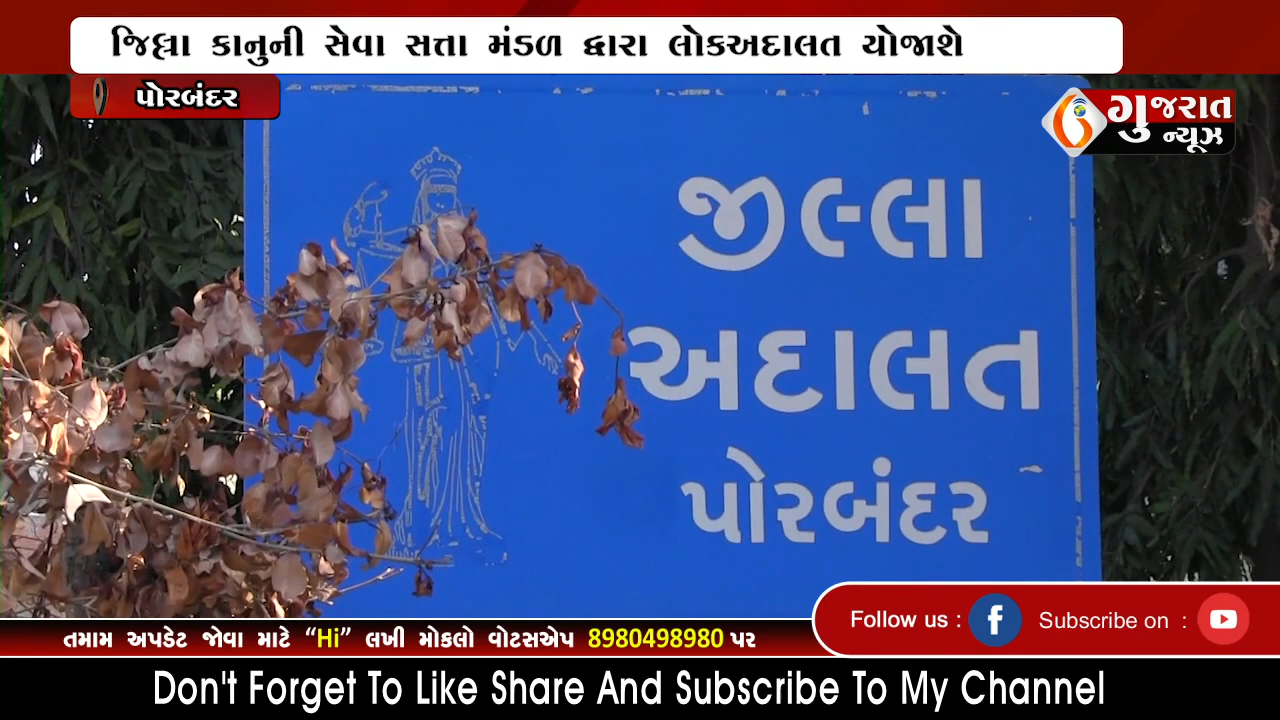 જિલ્લા કાનુની સેવા સત્તા મંડળ દ્વારા લોકઅદાલત યોજાશે
પોરબંદર
ગુજરાત
ન્યૂઝ
જીલ્લા
અદાલત
પોરબંદર
Follow us :
Subscribe on :
તમામ અપડેટ જોવા માટે “Hi” લખી મોકલો વોટસએપ 8980498980 પર
Don't Forget To Like Share And Subscribe To My Channel